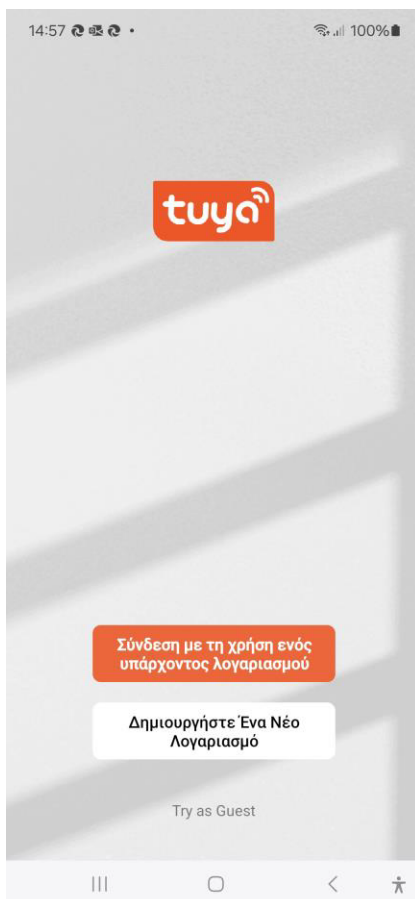 14:57 100%
tuya
Σύνδεση με τη χρήση ενός
υπάρχοντος λογαριασμού
Δημιουργήστε Ένα Νέο
Λογαριασμό
Try as Guest